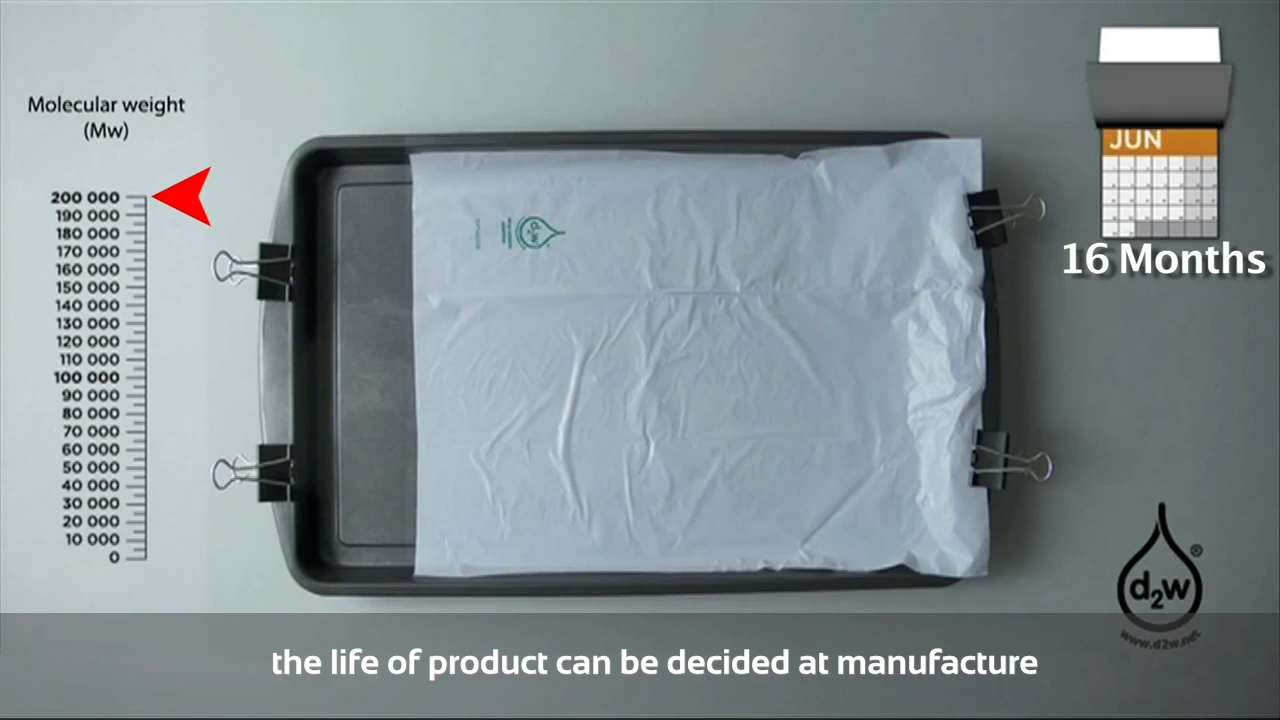 Molecular weight
(Mw)
200 000
190 000
180 000
170 000
160 000
150 000
140 000
130 000
120 000
110 000
100 000
90 000
80 000
70 000
60 000
50 000
40 000
30 000
20 000
10 000
0
d2w
JUN
16 Months
d2w®
www.d2w.net
the life of product can be decided at manufacture